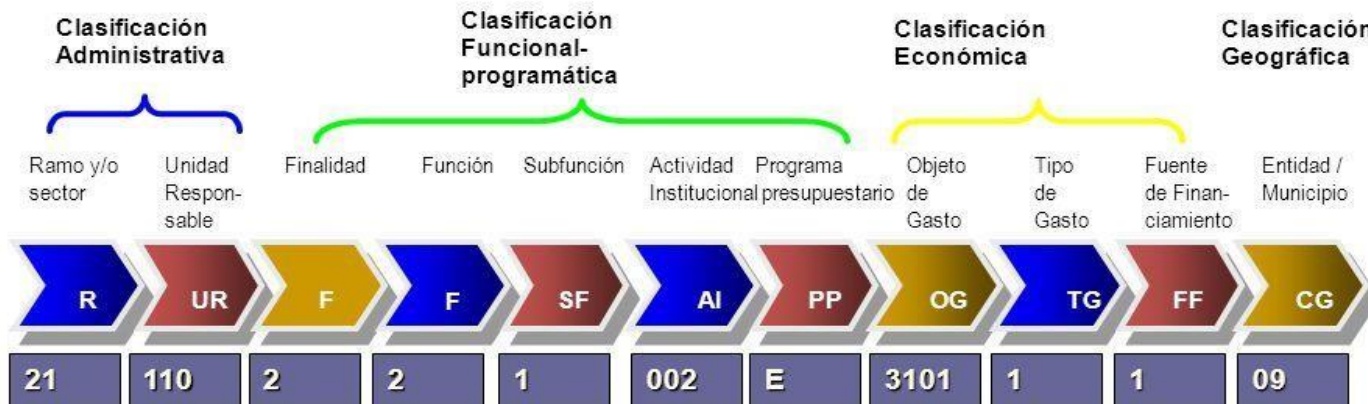 Clasificación
Administrativa
Clasificación
Funcional-
programática
Clasificación
Económica
Clasificación
Geográfica
Ramo y/o
sector
Unidad
Respon-
sable
Finalidad
Función
Subfunción
Actividad
Institucional
Programa
presupuestario
Objeto
de
Gasto
Tipo
de
Gasto
Fuente
de Finan-
ciamiento
Entidad /
Municipio
R UR F F SF AI PP OG TG FF CG
21 110 2 2 1 002 E 3101 1 1 09